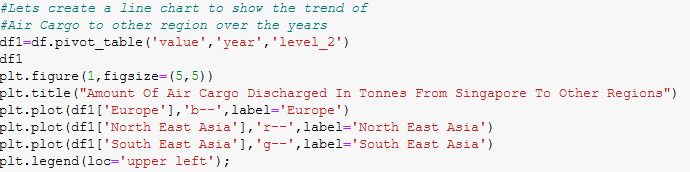 #Lets create a line chart to show the trend of
#Air Cargo to other region over the years
df1=df.pivot_table('value','year','level_2')
df1
plt.figure(1,figsize=(5,5))
plt.title("Amount Of Air Cargo Discharged In Tonnes From Singapore To Other Regions")
plt.plot(df1['Europe'],'b--',label='Europe')
plt.plot(df1['North East Asia'],'r--',label='North East Asia')
plt.plot(df1['South East Asia'],'g--',label='South East Asia')
plt.legend(loc='upper left');